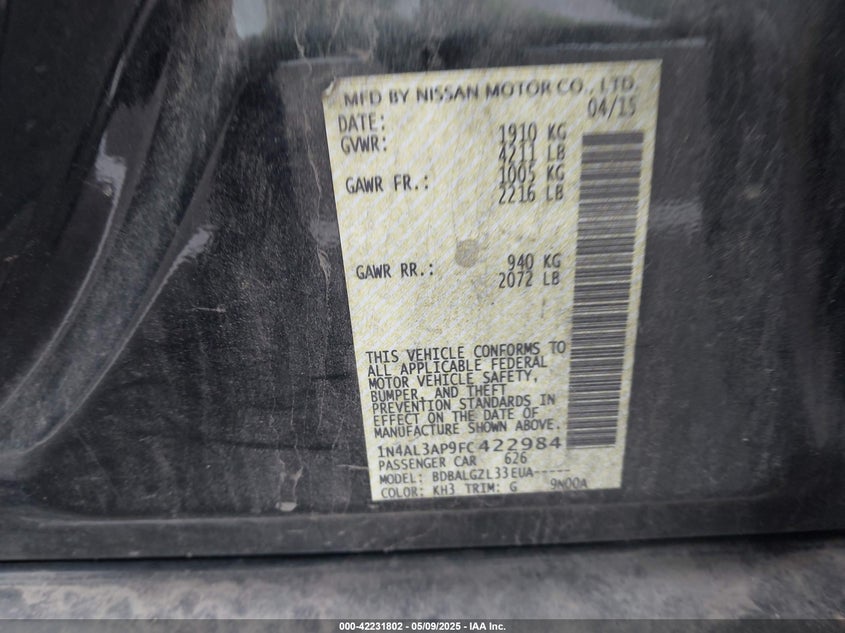 MFD BY NISSAN MOTOR CO., LTD.
DATE: 04/15
GVWR: 1910 KG
4211 LB
GAWR FR.: 1005 KG
2216 LB
GAWR RR.: 940 KG
2072 LB
THIS VEHICLE CONFORMS TO
ALL APPLICABLE FEDERAL
MOTOR VEHICLE SAFETY,
BUMPER, AND THEFT
PREVENTION STANDARDS IN
EFFECT ON THE DATE OF
MANUFACTURE SHOWN ABOVE.
1N4AL3AP9FC422984
PASSENGER CAR 626
MODEL: BDBALGZL33EUA-----
COLOR: KH3 TRIM: G 9N00A
000-42231802 - 05/09/2025 - IAA Inc.